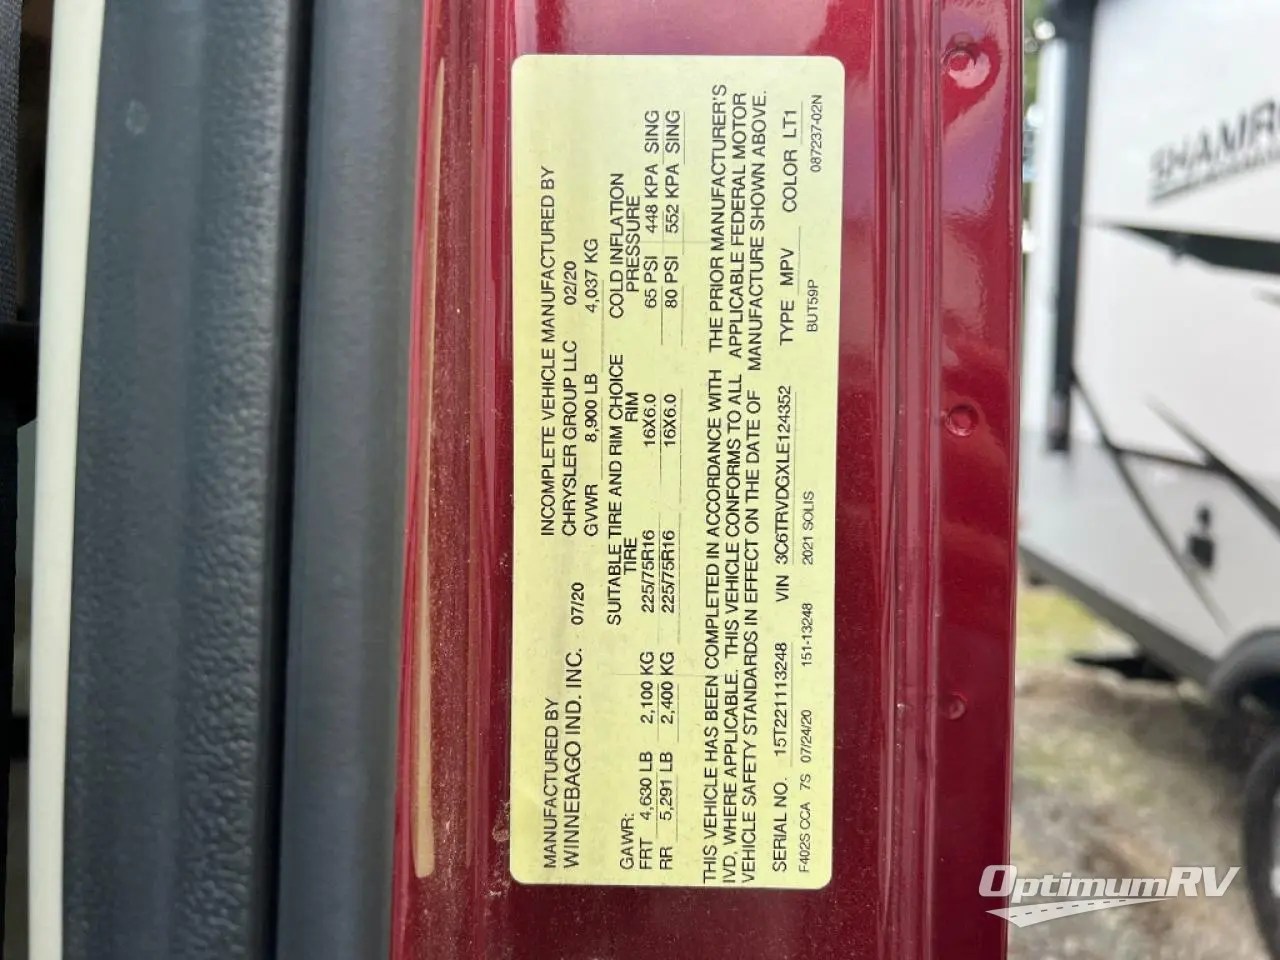 MANUFACTURED BY
WINNEBAGO IND. INC. 07/20
INCOMPLETE VEHICLE MANUFACTURED BY
CHRYSLER GROUP LLC 02/20
GVWR 8,900 LB 4,037 KG
SUITABLE TIRE AND RIM CHOICE
COLD INFLATION
GAWR: TIRE RIM PRESSURE
FRT 4,630 LB 2,100 KG 225/75R16 16X6.0 65 PSI 448 KPA SING
RR 5,291 LB 2,400 KG 225/75R16 16X6.0 80 PSI 552 KPA SING
THIS VEHICLE HAS BEEN COMPLETED IN ACCORDANCE WITH THE PRIOR MANUFACTURER'S
IVD, WHERE APPLICABLE. THIS VEHICLE CONFORMS TO ALL APPLICABLE FEDERAL MOTOR
VEHICLE SAFETY STANDARDS IN EFFECT ON THE DATE OF MANUFACTURE SHOWN ABOVE.
SERIAL NO. 15T221113248 VIN 3C6TRVDGXLE124352 TYPE MPV COLOR LT1
F402S CCA 7S 07/24/20 151-13248 2021 SOLIS BUT59P 087237-02N
SHAMR
OptimumRV